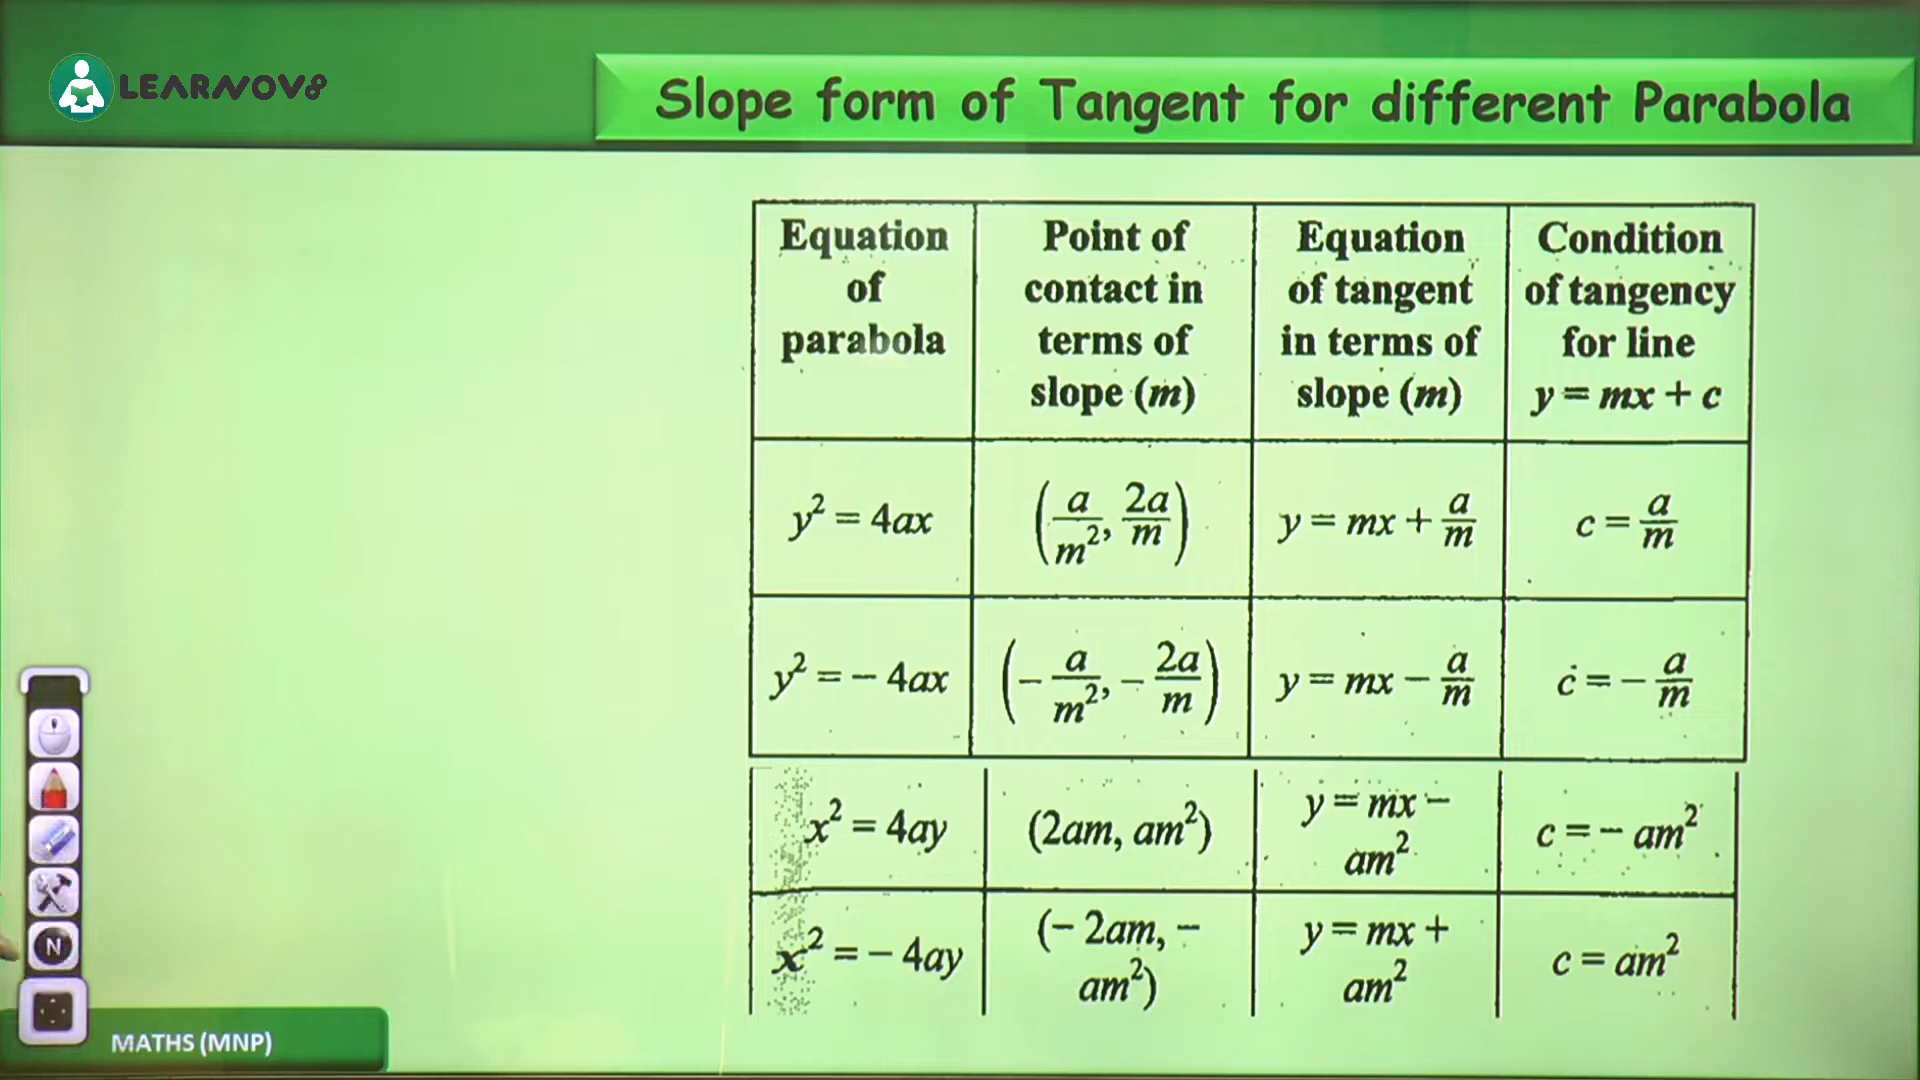 LEARNOV8
Slope form of Tangent for different Parabola
Equation of parabola | Point of contact in terms of slope (m) | Equation of tangent in terms of slope (m) | Condition of tangency for line y = mx + c
y² = 4ax | (a/m², 2a/m) | y = mx + a/m | c = a/m
y² = − 4ax | (− a/m², − 2a/m) | y = mx − a/m | c = − a/m
x² = 4ay | (2am, am²) | y = mx − am² | c = − am²
x² = − 4ay | (− 2am, − am²) | y = mx + am² | c = am²
N
MATHS (MNP)